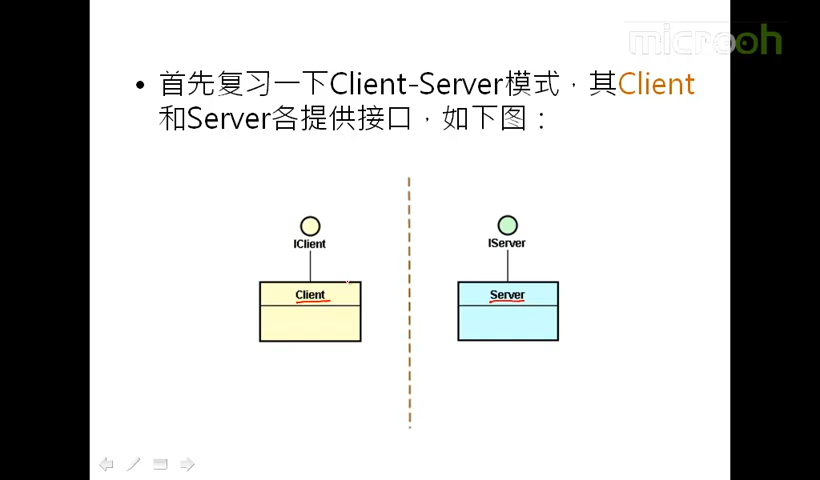 microoh
• 首先复习一下Client-Server模式，其Client
和Server各提供接口，如下图：
IClient
IServer
Client
Server